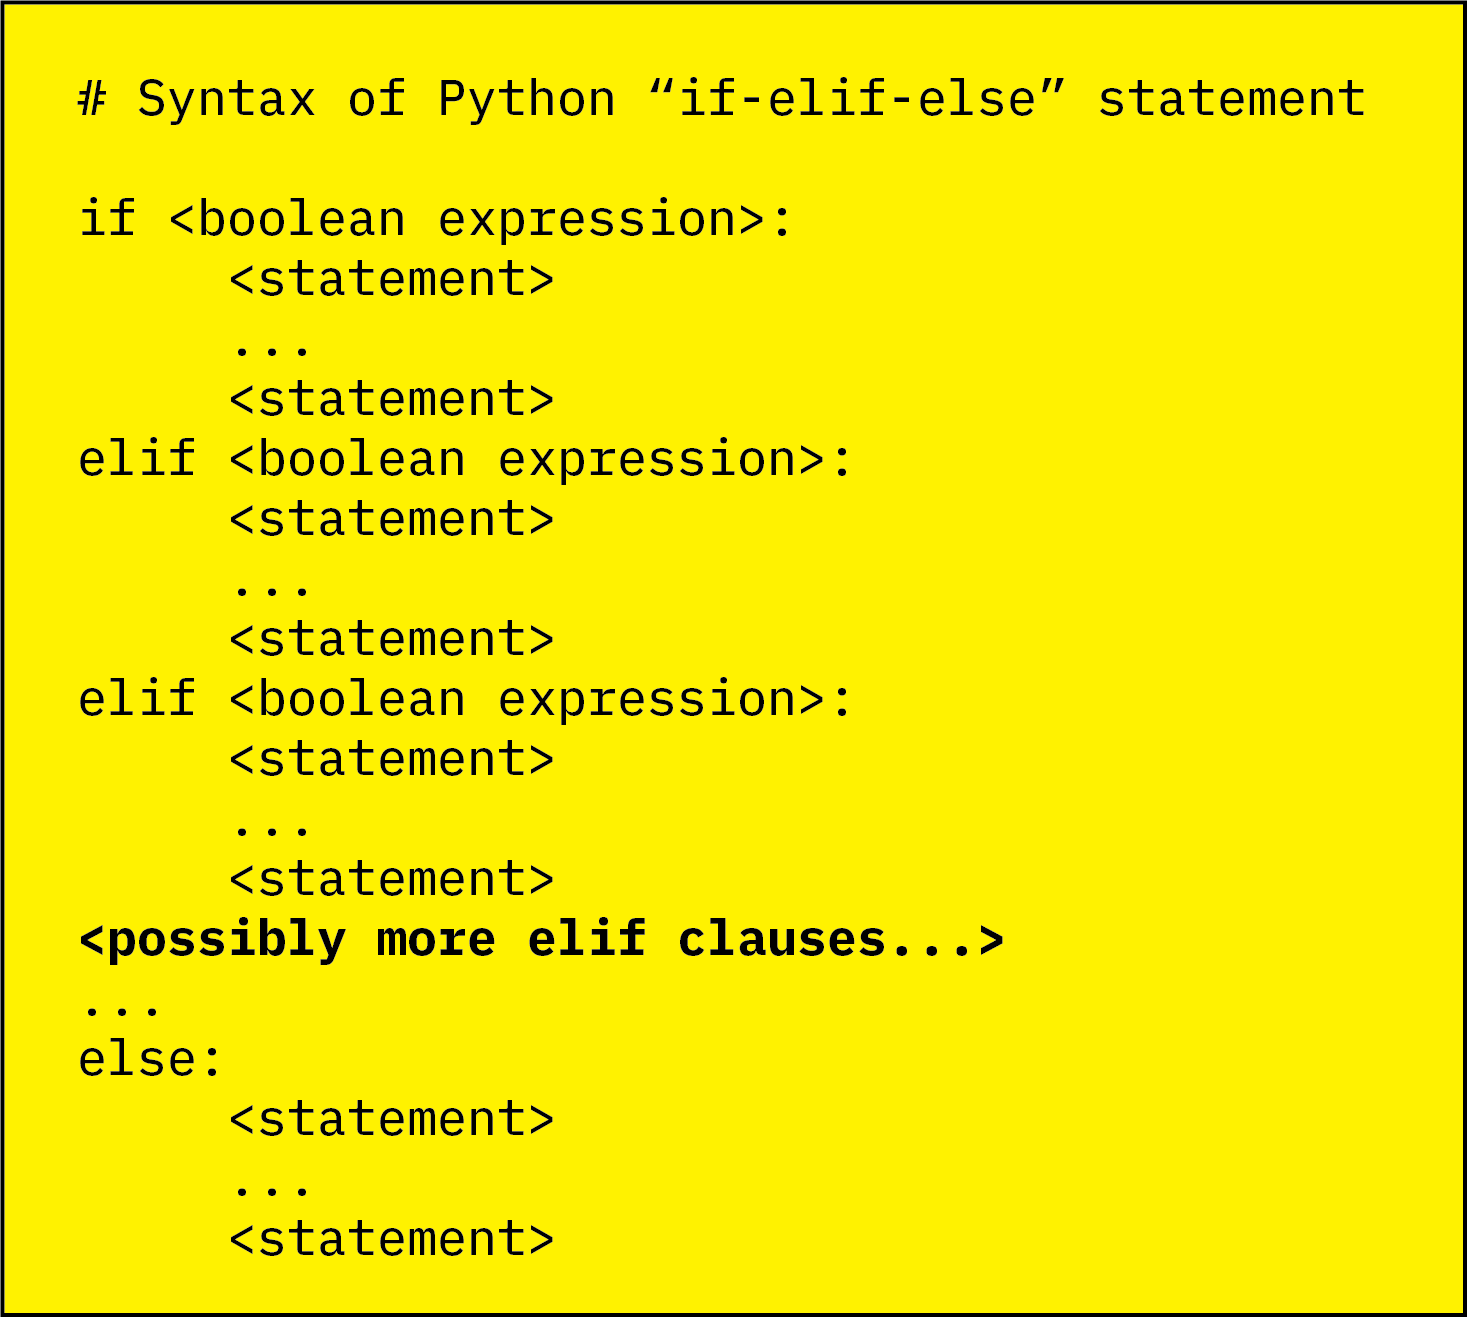 # Syntax of Python “if-elif-else” statement
if <boolean expression>:
<statement>
...
<statement>
elif <boolean expression>:
<statement>
...
<statement>
elif <boolean expression>:
<statement>
...
<statement>
<possibly more elif clauses...>
...
else:
<statement>
...
<statement>